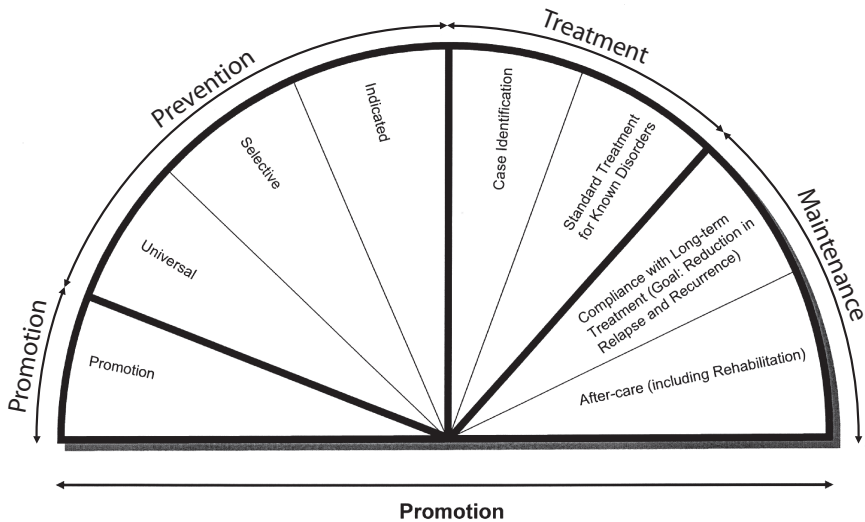 Promotion
Prevention
Treatment
Maintenance
Promotion
Universal
Selective
Indicated
Case Identification
Standard Treatment
for Known Disorders
Compliance with Long-term
Treatment (Goal: Reduction in
Relapse and Recurrence)
After-care (including Rehabilitation)
Promotion